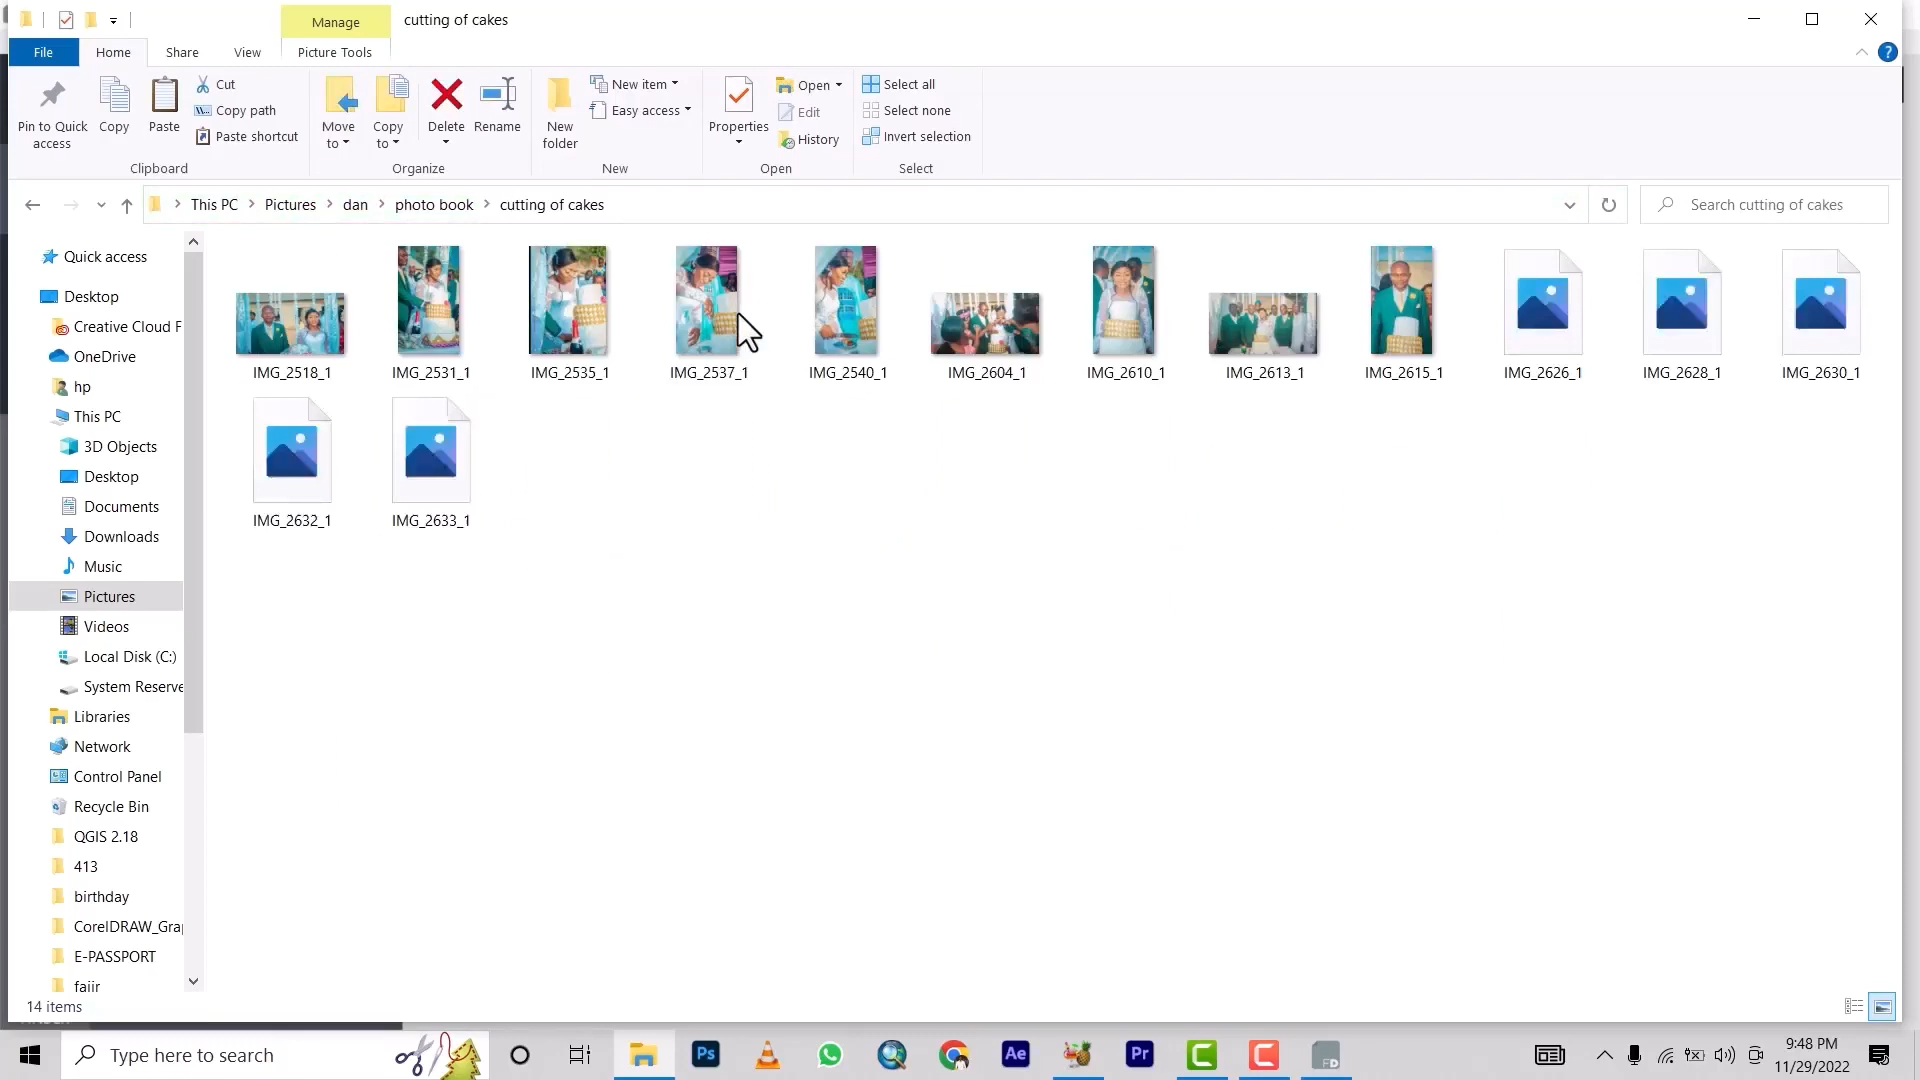 cutting of cakes
Manage
File
Home
Share
View
Picture Tools
Pin to Quick access
Copy
Paste
Cut
Copy path
Paste shortcut
Clipboard
Move to
Copy to
Delete
Rename
Organize
New folder
New item
Easy access
New
Properties
Open
Edit
History
Open
Select all
Select none
Invert selection
Select
This PC
Pictures
dan
photo book
cutting of cakes
Search cutting of cakes
Quick access
Desktop
Creative Cloud F
OneDrive
hp
This PC
3D Objects
Desktop
Documents
Downloads
Music
Pictures
Videos
Local Disk (C:)
System Reserve
Libraries
Network
Control Panel
Recycle Bin
QGIS 2.18
413
birthday
CorelDRAW_Grap
E-PASSPORT
faiir
IMG_2518_1
IMG_2531_1
IMG_2535_1
IMG_2537_1
IMG_2540_1
IMG_2604_1
IMG_2610_1
IMG_2613_1
IMG_2615_1
IMG_2626_1
IMG_2628_1
IMG_2630_1
IMG_2632_1
IMG_2633_1
14 items
Type here to search
Ps
Ae
Pr
FD
9:48 PM
11/29/2022